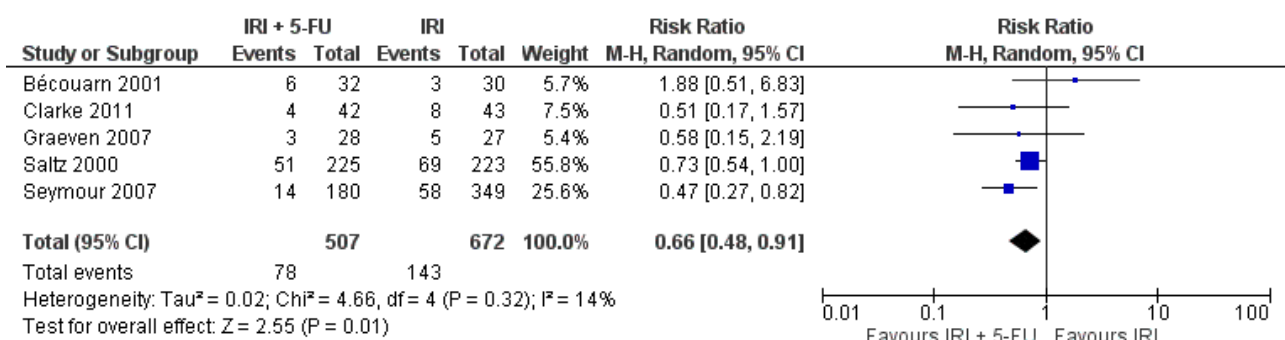 IRI + 5-FU IRI Risk Ratio Risk Ratio
Study or Subgroup Events Total Events Total Weight M-H, Random, 95% CI M-H, Random, 95% CI
Bécouarn 2001 6 32 3 30 5.7% 1.88 [0.51, 6.83]
Clarke 2011 4 42 8 43 7.5% 0.51 [0.17, 1.57]
Graeven 2007 3 28 5 27 5.4% 0.58 [0.15, 2.19]
Saltz 2000 51 225 69 223 55.8% 0.73 [0.54, 1.00]
Seymour 2007 14 180 58 349 25.6% 0.47 [0.27, 0.82]
Total (95% CI) 507 672 100.0% 0.66 [0.48, 0.91]
Total events 78 143
Heterogeneity: Tau² = 0.02; Chi² = 4.66, df = 4 (P = 0.32); I² = 14%
Test for overall effect: Z = 2.55 (P = 0.01)
0.01 0.1 1 10 100
Favours IRI + 5-FU Favours IRI